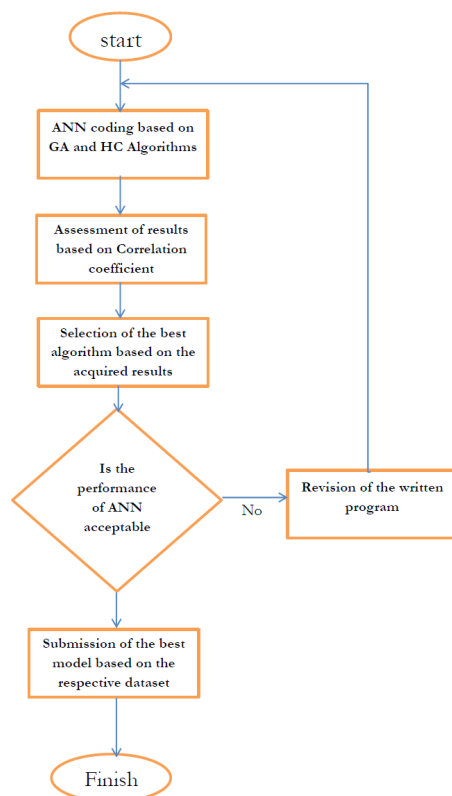 start
ANN coding based on
GA and HC Algorithms
Assessment of results
based on Correlation
coefficient
Selection of the best
algorithm based on the
acquired results
Is the
performance
of ANN
acceptable
No
Revision of the written
program
Submission of the best
model based on the
respective dataset
Finish